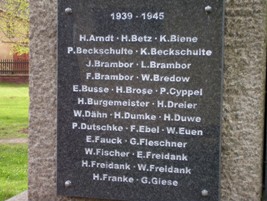 1939 - 1945
H.Arndt · H.Betz · K.Biene
P.Beckschulte · K.Beckschulte
J.Brambor · L.Brambor
F.Brambor · W.Bredow
E.Busse · H.Brose · P.Cyppel
H.Burgemeister · H.Dreier
W.Dähn · H.Dumke · H.Duwe
P.Dutschke · F.Ebel · W.Euen
E.Fauck · G.Fleschner
W.Fischer · E.Freidank
H.Freidank · W.Freidank
H.Franke · G.Giese